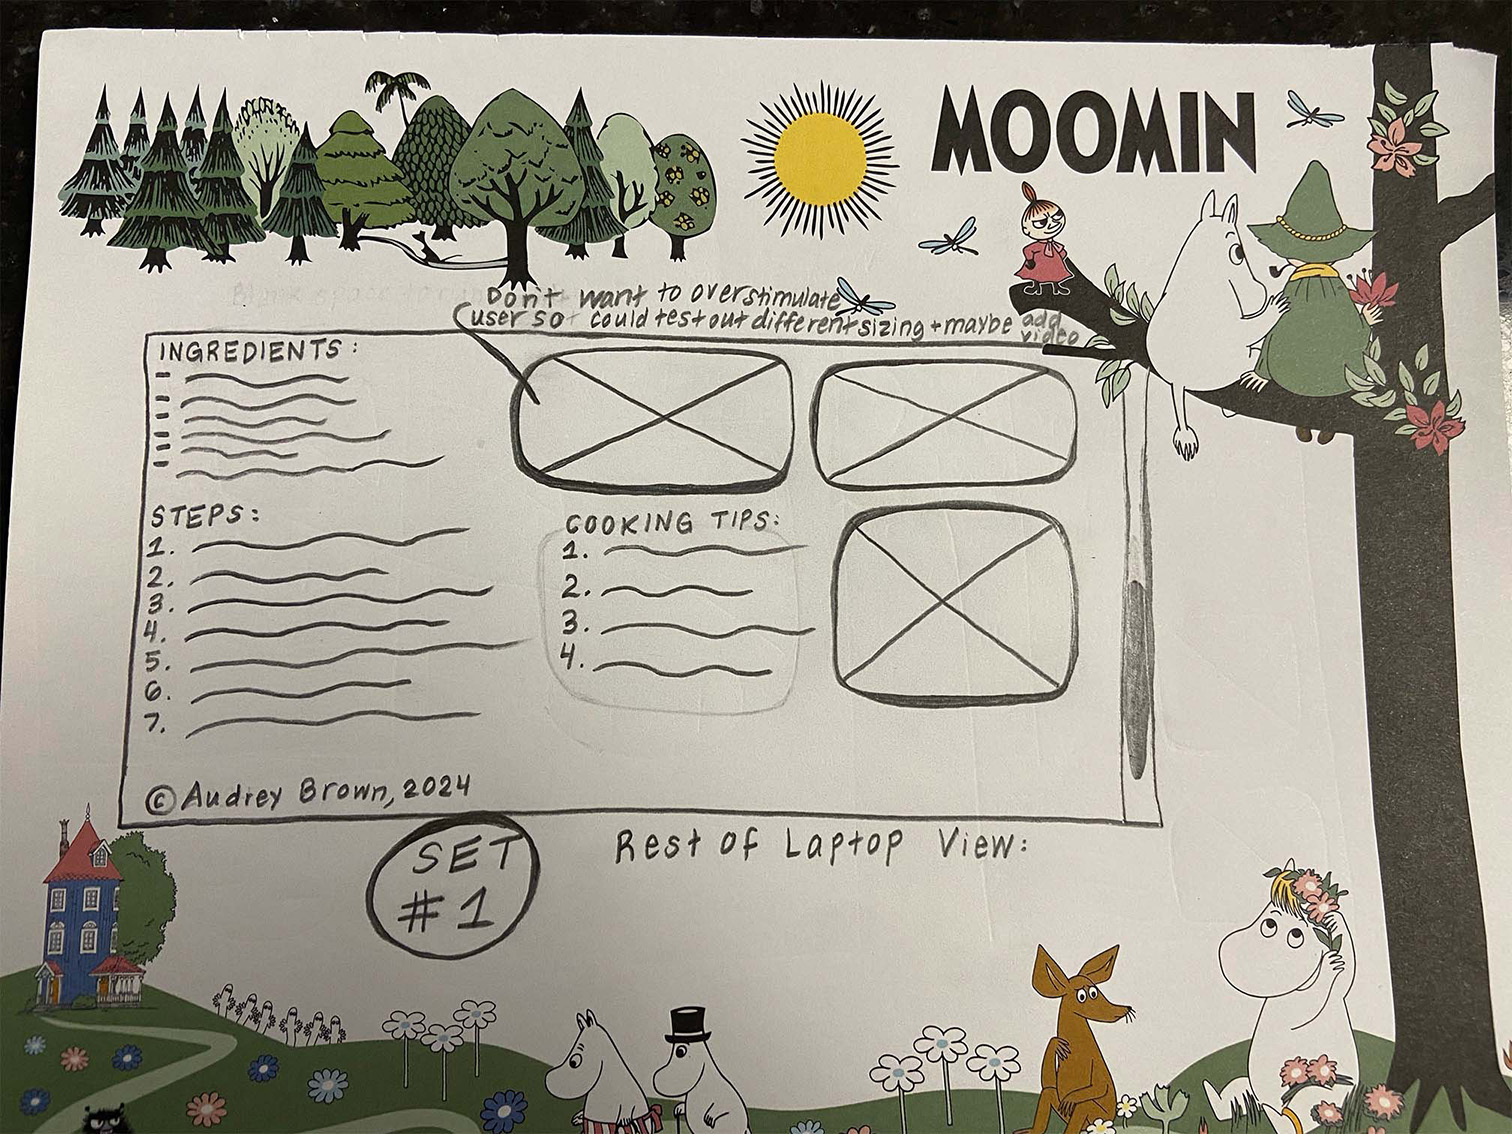 MOOMIN
Don't want to overstimulate
user so could test out different sizing + maybe add
video
INGREDIENTS:
STEPS:
1.
2.
3.
4.
5.
6.
7.
COOKING TIPS:
1.
2.
3.
4.
© Audrey Brown, 2024
SET
#1
Rest of Laptop View: